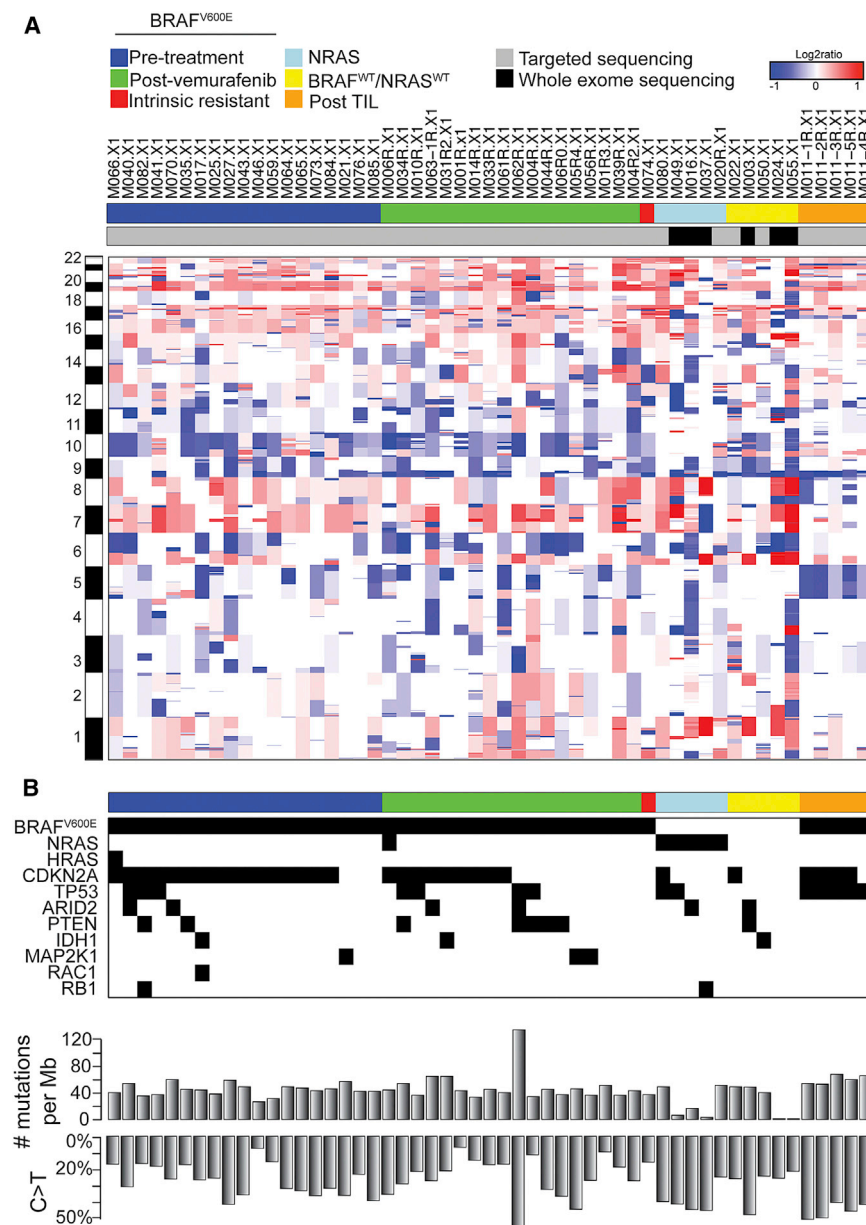 A
BRAFV600E
Pre-treatment
Post-vemurafenib
Intrinsic resistant
NRAS
BRAFWT/NRASWT
Post TIL
Targeted sequencing
Whole exome sequencing
Log2ratio
-1 0 1
M066.X1
M040.X1
M082.X1
M041.X1
M070.X1
M035.X1
M017.X1
M025.X1
M027.X1
M043.X1
M046.X1
M059.X1
M064.X1
M065.X1
M073.X1
M084.X1
M021.X1
M076.X1
M085.X1
M006R.X1
M034R.X1
M010R.X1
M063-1R.X1
M031R2.X1
M001R.X1
M014R.X1
M033R.X1
M061R.X1
M062R.X1
M004R.X1
M044R.X1
M06R0.X1
M05R4.X1
M056R.X1
M01R3.X1
M039R.X1
M04R2.X1
M074.X1
M080.X1
M049.X1
M016.X1
M037.X1
M020R.X1
M022.X1
M003.X1
M050.X1
M024.X1
M055.X1
M011-1R.X1
M011-2R.X1
M011-3R.X1
M011-5R.X1
M011-4R.X1
22
20
18
16
14
12
11
10
9
8
7
6
5
4
3
2
1
B
BRAFV600E
NRAS
HRAS
CDKN2A
TP53
ARID2
PTEN
IDH1
MAP2K1
RAC1
RB1
# mutations per Mb
120
80
40
0
C>T
0%
20%
50%